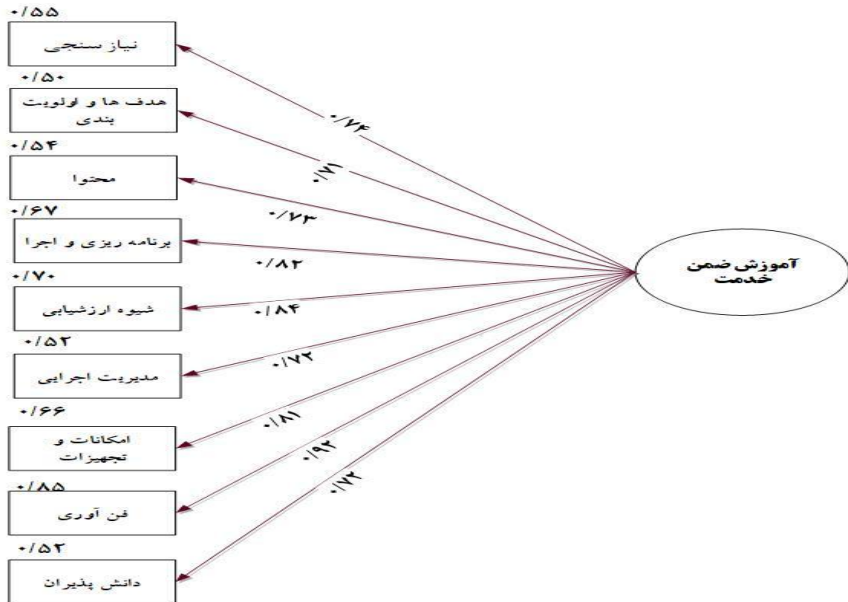 ۰/۵۵
نیاز سنجی
۰/۵۰
هدف ها و اولویت
بندی
۰/۵۴
محتوا
۰/۶۷
برنامه ریزی و اجرا
۰/۷۰
شیوه ارزشیابی
۰/۵۲
مدیریت اجرایی
۰/۶۶
امکانات و
تجهیزات
۰/۸۵
فن آوری
۰/۵۲
دانش پذیران
۰/۷۴
۰/۷۱
۰/۷۳
۰/۸۲
۰/۸۴
۰/۷۲
۰/۸۱
۰/۹۲
۰/۷۲
آموزش ضمن
خدمت